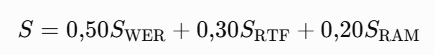 S = 0,50S_WER + 0,30S_RTF + 0,20S_RAM